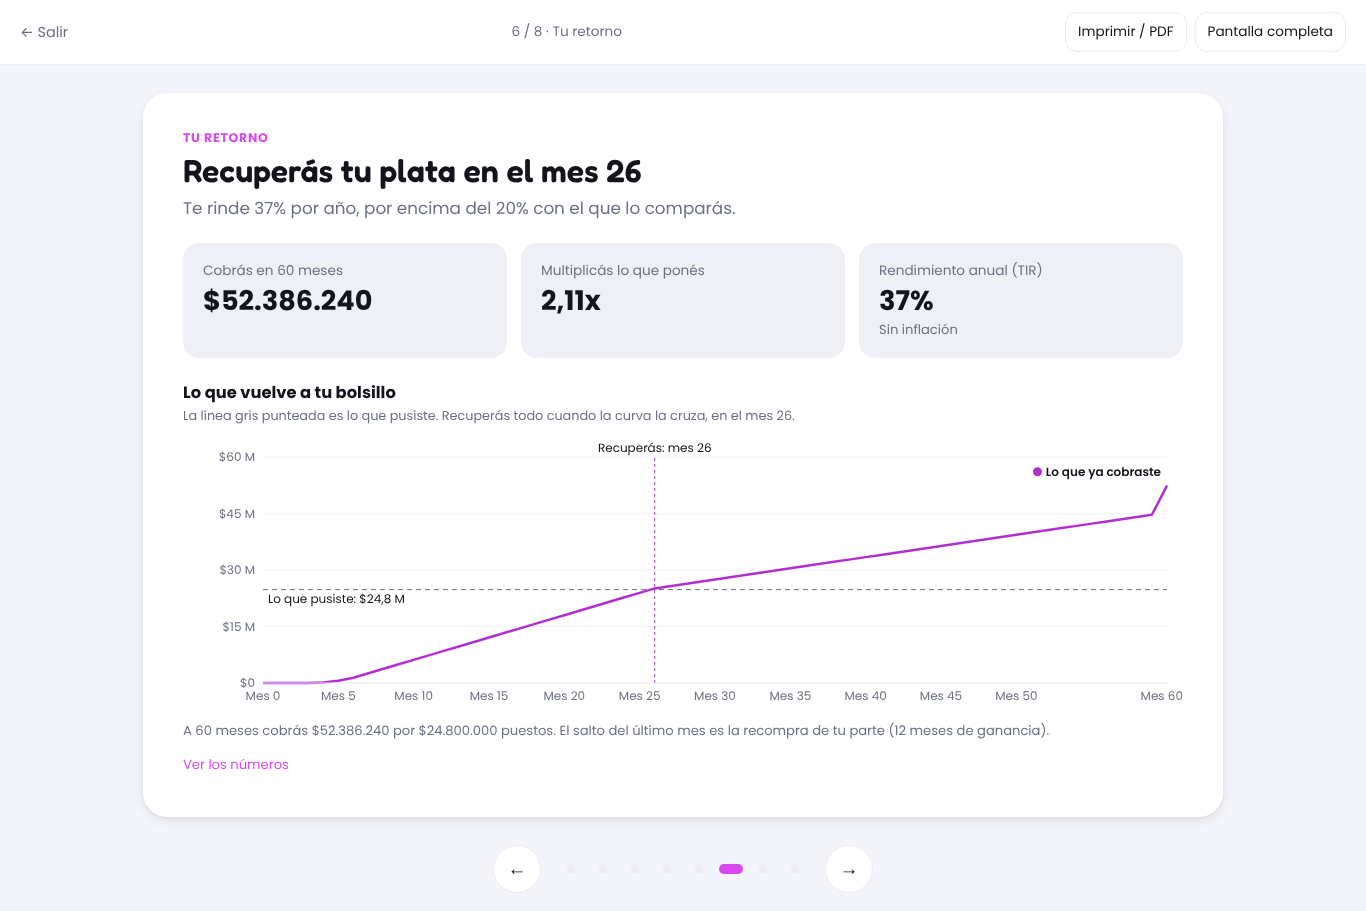 ← Salir
6 / 8 · Tu retorno
Imprimir / PDF
Pantalla completa
TU RETORNO
Recuperás tu plata en el mes 26
Te rinde 37% por año, por encima del 20% con el que lo comparás.
Cobrás en 60 meses
$52.386.240
Multiplicás lo que ponés
2,11x
Rendimiento anual (TIR)
37%
Sin inflación
Lo que vuelve a tu bolsillo
La línea gris punteada es lo que pusiste. Recuperás todo cuando la curva la cruza, en el mes 26.
Recuperás: mes 26
$60 M
Lo que ya cobraste
$45 M
$30 M
Lo que pusiste: $24,8 M
$15 M
$0
Mes 0 Mes 5 Mes 10 Mes 15 Mes 20 Mes 25 Mes 30 Mes 35 Mes 40 Mes 45 Mes 50 Mes 60
A 60 meses cobrás $52.386.240 por $24.800.000 puestos. El salto del último mes es la recompra de tu parte (12 meses de ganancia).
Ver los números
← →